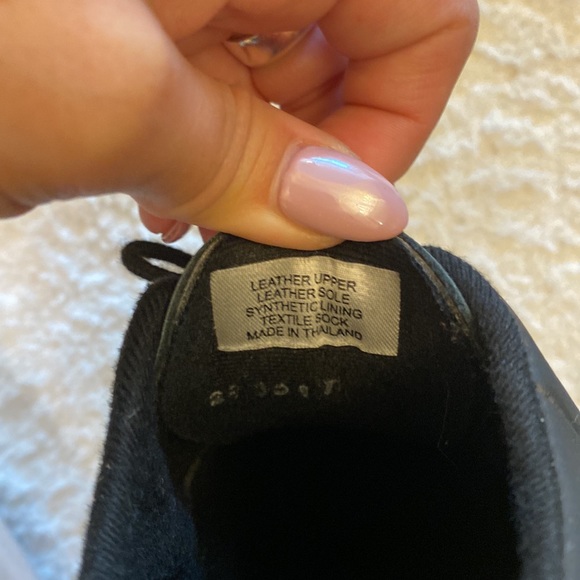 LEATHER UPPER
LEATHER SOLE
SYNTHETIC LINING
TEXTILE SOCK
MADE IN THAILAND